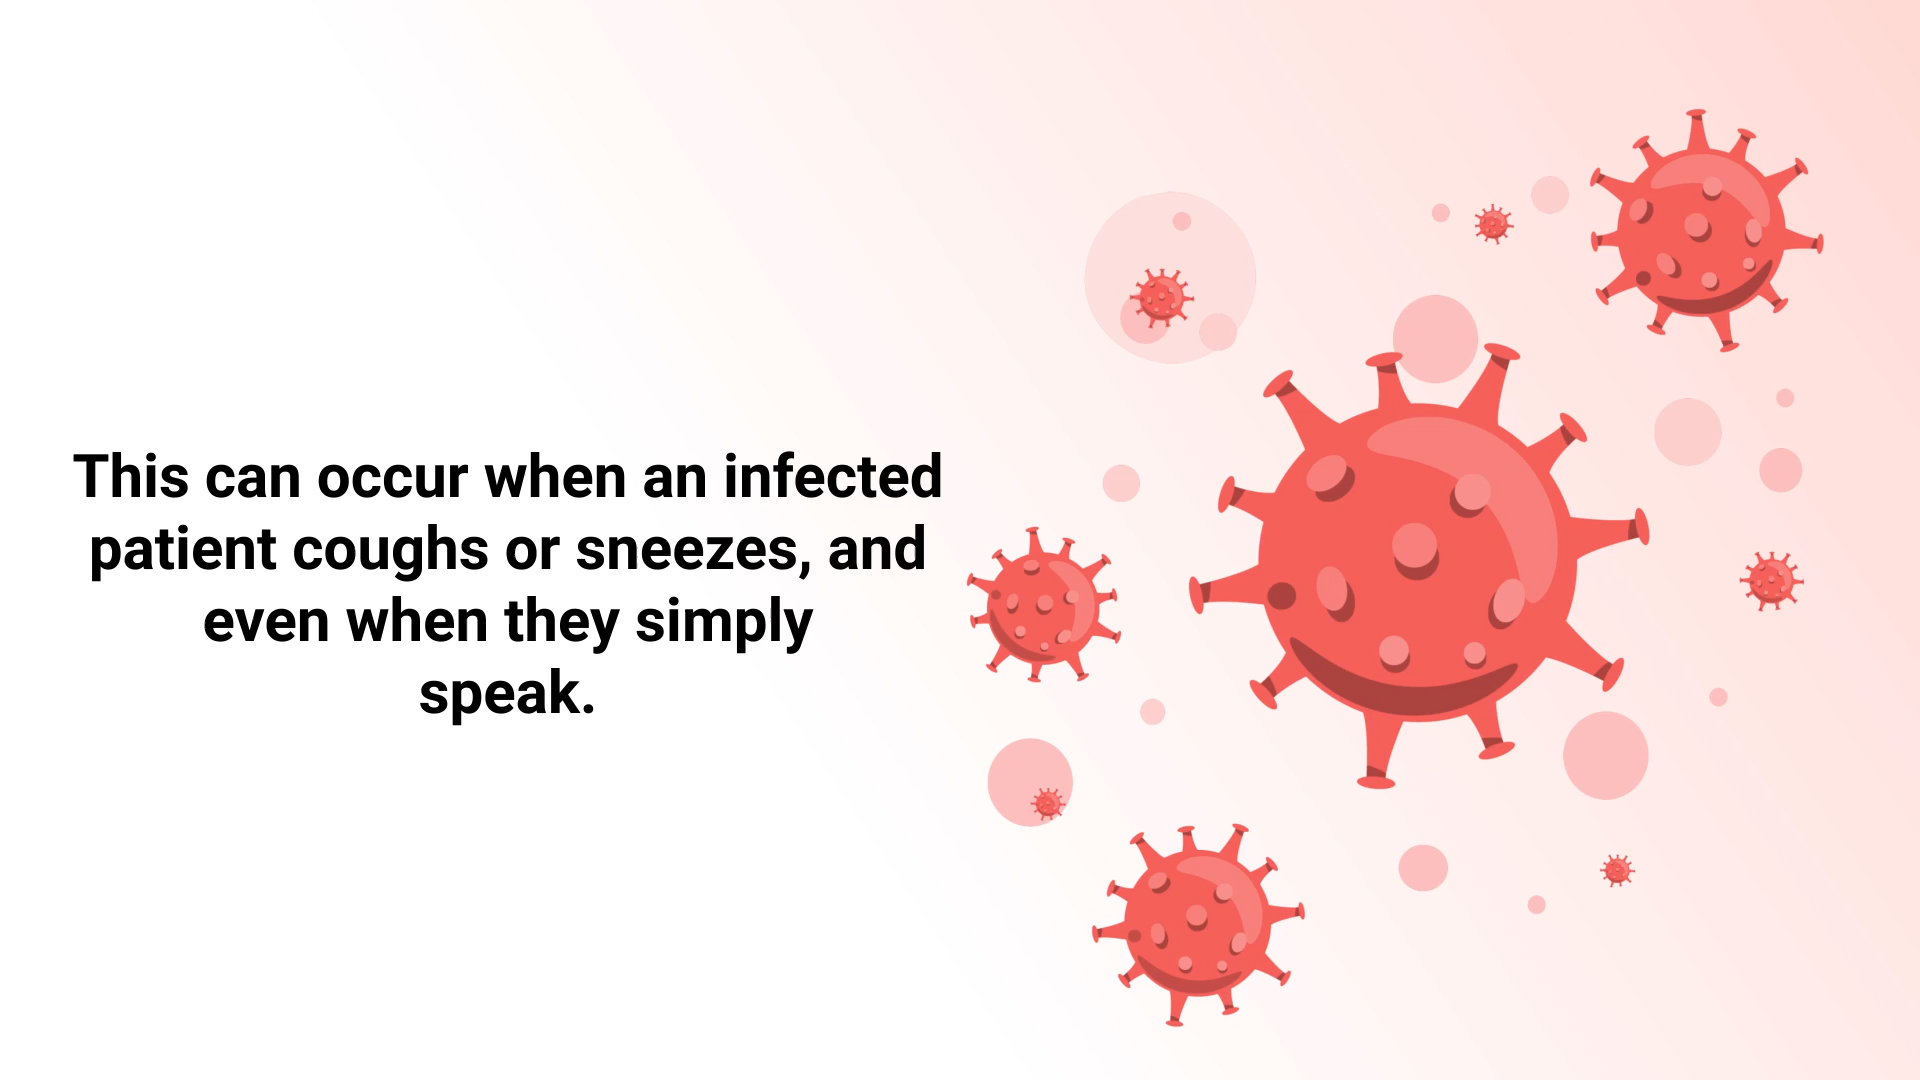 This can occur when an infected
patient coughs or sneezes, and
even when they simply
speak.